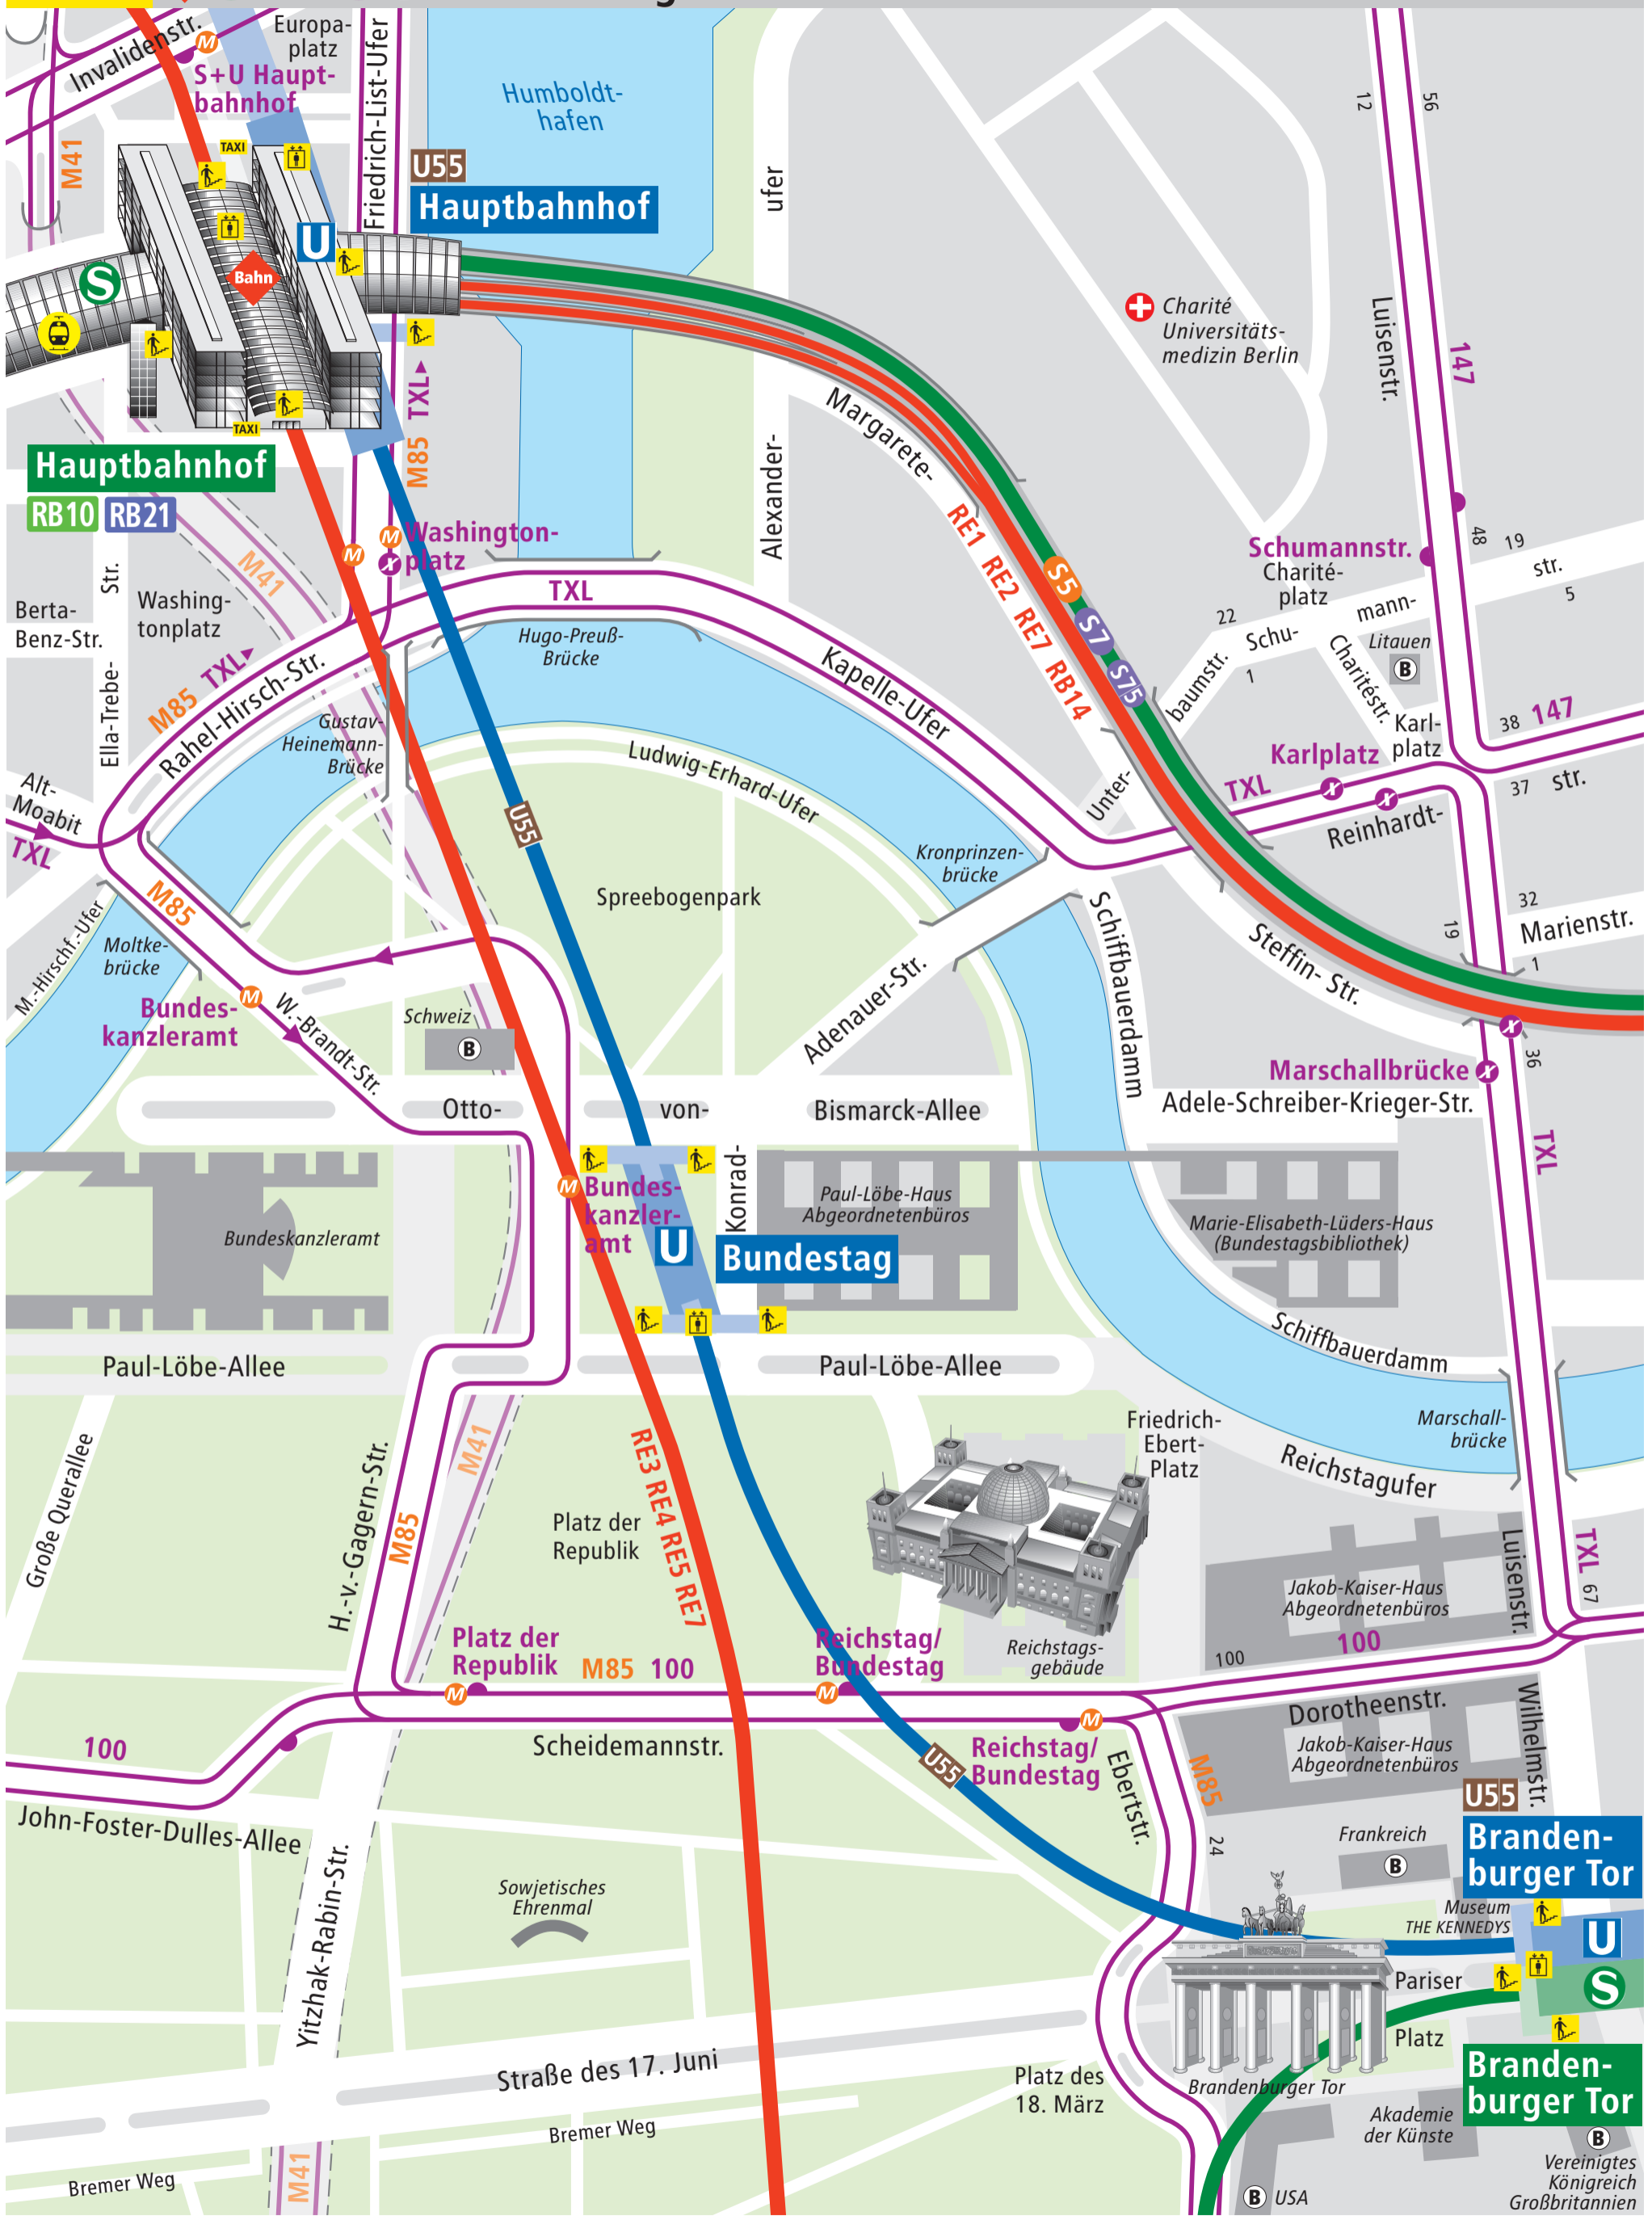 Invalidenstr.
Europa-
platz
M
S+U Haupt-
bahnhof
Friedrich-List-Ufer
Humboldt-
hafen
12
56
M41
TAXI
U55
Hauptbahnhof
U
Bahn
S
ufer
Charité
Universitäts-
medizin Berlin
Luisenstr.
147
TXL
M85
TAXI
Hauptbahnhof
RB10
RB21
Margarete-
Alexander-
RE1 RE2 RE7 RB14
S5
S7
S75
M
Washington-
platz
M
X
M41
Str.
Berta-
Benz-Str.
Washing-
tonplatz
TXL
Hugo-Preuß-
Brücke
Schumannstr.
Charité-
platz
48
19
str.
5
mann-
22
Schu-
1
Litauen
B
Charitéstr.
baumstr.
Karl-
platz
38
147
M85 TXL
Rahel-Hirsch-Str.
Ella-Trebe-
Gustav-
Heinemann-
Brücke
Kapelle-Ufer
Ludwig-Erhard-Ufer
Karlplatz
X
X
TXL
Unter-
Reinhardt-
37
str.
Alt-
Moabit
TXL
U55
M85
Kronprinzen-
brücke
Spreebogenpark
32
19
Marienstr.
1
M.-Hirschf.-Ufer
Moltke-
brücke
Schiffbauerdamm
Steffin- Str.
Adenauer-Str.
Bundes-
kanzleramt
M
W.-Brandt-Str.
Schweiz
B
X
36
Marschallbrücke
X
Adele-Schreiber-Krieger-Str.
Otto-
von-
Bismarck-Allee
TXL
Konrad-
M
Bundes-
kanzler-
amt
U
Bundestag
Paul-Löbe-Haus
Abgeordnetenbüros
Marie-Elisabeth-Lüders-Haus
(Bundestagsbibliothek)
Bundeskanzleramt
Schiffbauerdamm
Paul-Löbe-Allee
Paul-Löbe-Allee
Marschall-
brücke
Friedrich-
Ebert-
Platz
Reichstagufer
Große Querallee
H.-v.-Gagern-Str.
M85
M41
Platz der
Republik
RE3 RE4 RE5 RE7
Luisenstr.
TXL
67
Jakob-Kaiser-Haus
Abgeordnetenbüros
Platz der
Republik
M85 100
M
Reichstag/
Bundestag
M
Reichstags-
gebäude
100
100
Dorotheenstr.
Wilhelmstr.
100
Scheidemannstr.
M
Reichstag/
Bundestag
U55
Ebertstr.
M85
24
Jakob-Kaiser-Haus
Abgeordnetenbüros
U55
Branden-
burger Tor
John-Foster-Dulles-Allee
Frankreich
B
Yitzhak-Rabin-Str.
Sowjetisches
Ehrenmal
Museum
THE KENNEDYS
U
Pariser
S
Platz
Branden-
burger Tor
Straße des 17. Juni
Platz des
18. März
Brandenburger Tor
Bremer Weg
Akademie
der Künste
B
Vereinigtes
Königreich
Großbritannien
M41
Bremer Weg
B
USA